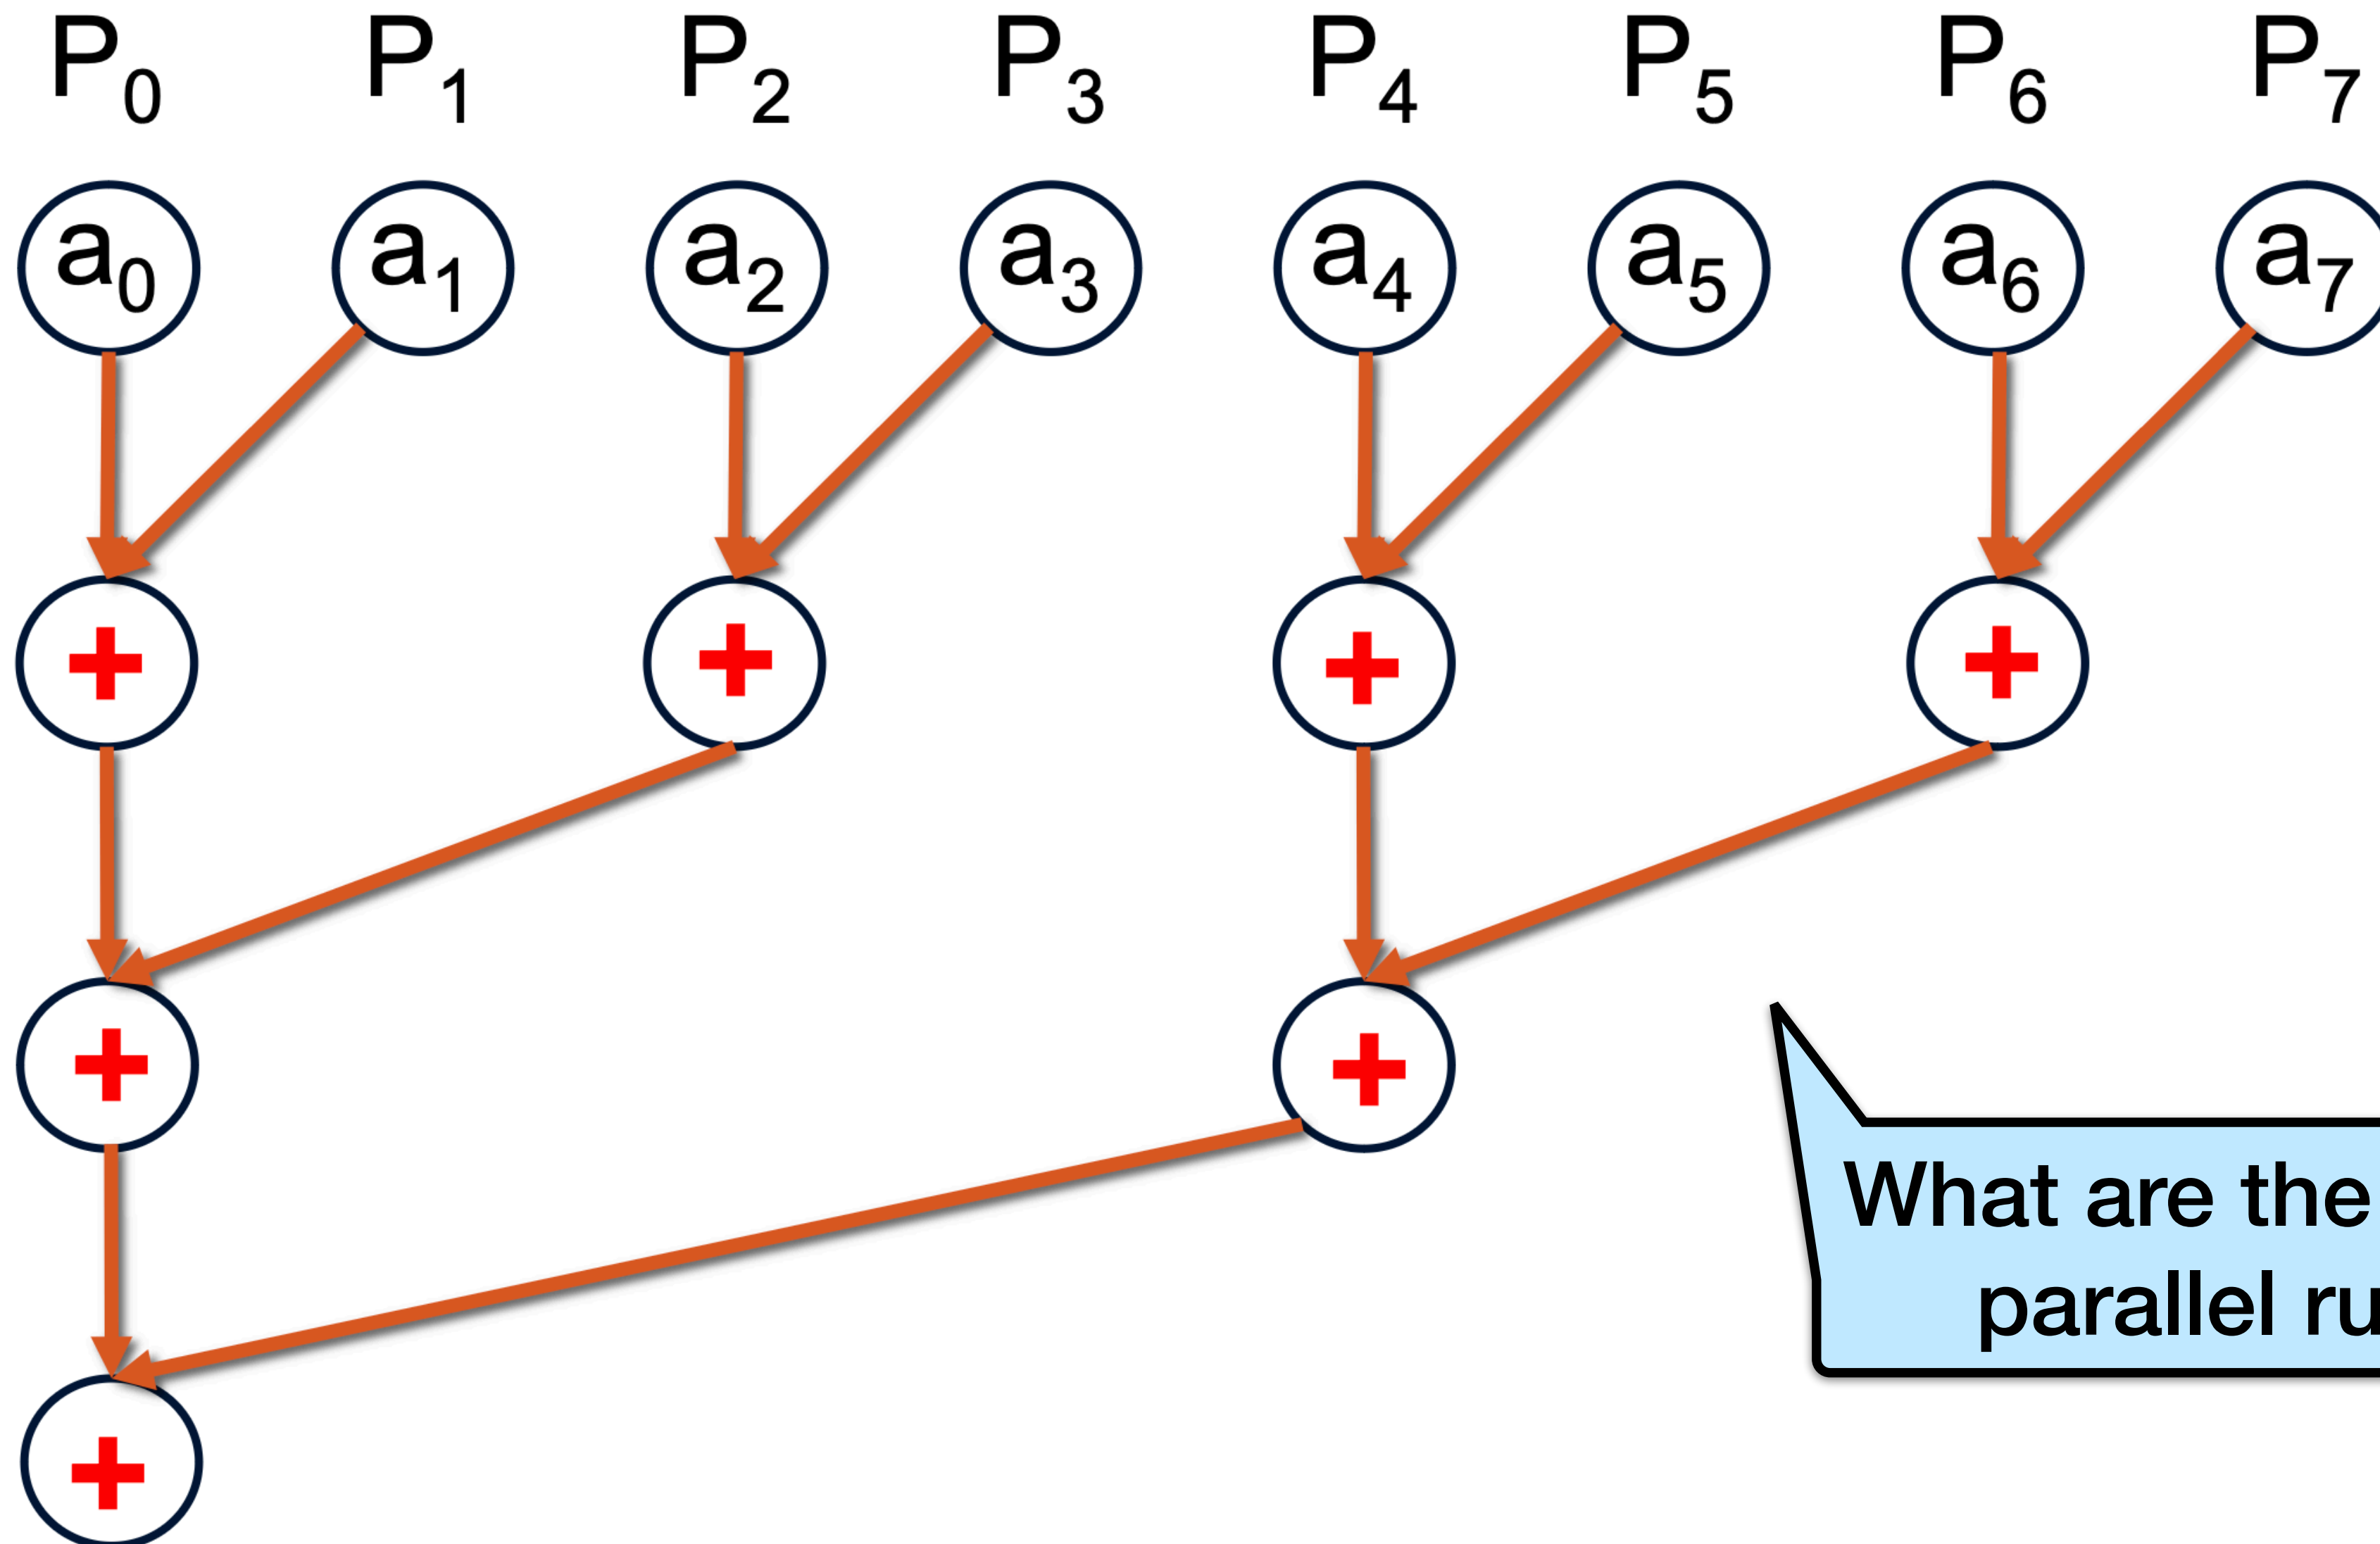 P₀ P₁ P₂ P₃ P₄ P₅ P₆ P₇
a₀ a₁ a₂ a₃ a₄ a₅ a₆ a₇
+ + + +
+ +
What are the
parallel ru
+